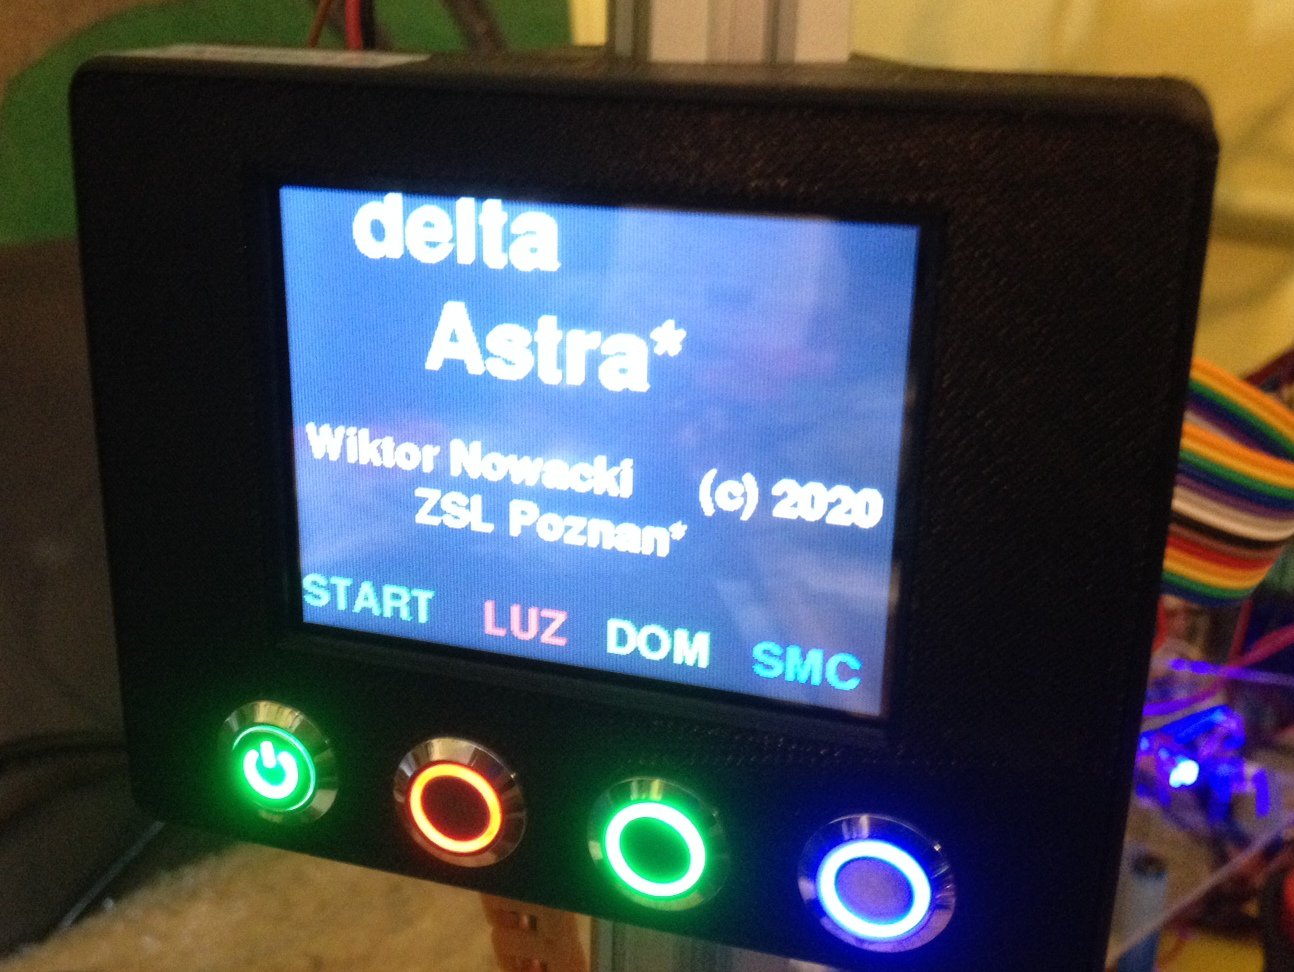 delta
Astra*
Wiktor Nowacki (c) 2020
ZSL Poznan*
START LUZ DOM SMC